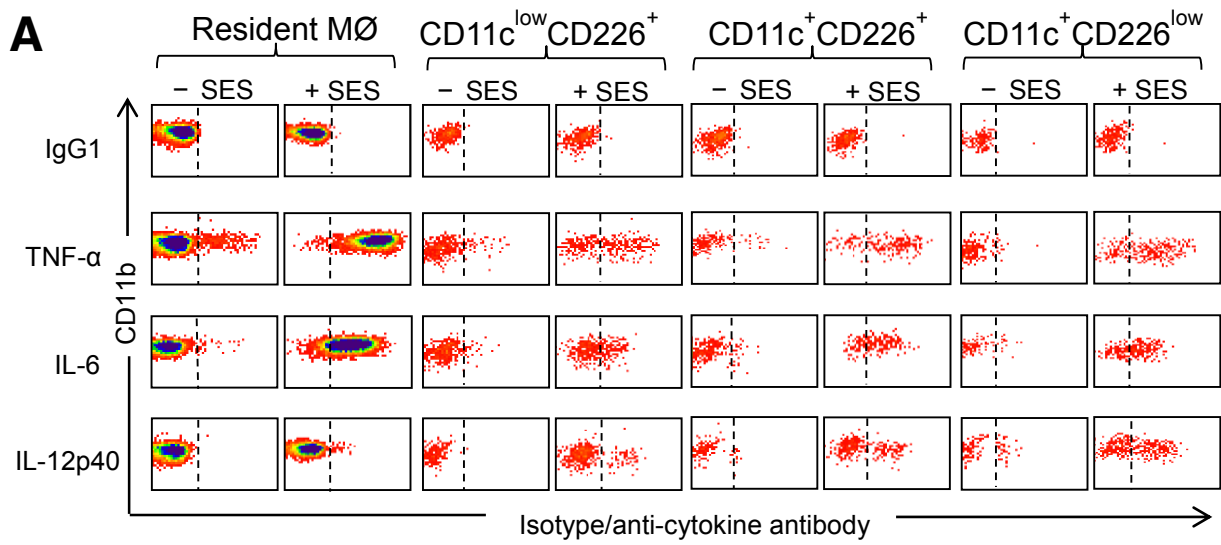 A
Resident MØ CD11c^low CD226^+ CD11c^+ CD226^+ CD11c^+ CD226^low
– SES + SES – SES + SES – SES + SES – SES + SES
IgG1
TNF-α
IL-6
IL-12p40
CD11b
Isotype/anti-cytokine antibody